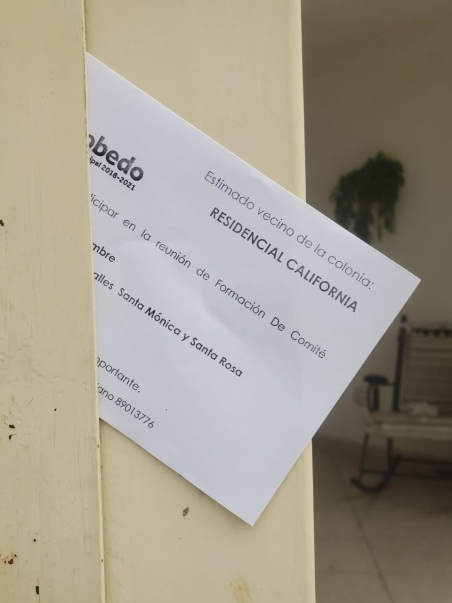 obedo
ipal 2018-2021
Estimado vecino de la colonia:
RESIDENCIAL CALIFORNIA
ticipar en la reunión de Formación De Comité
mbre
alles Santa Mónica y Santa Rosa
portante.
ano 89013776